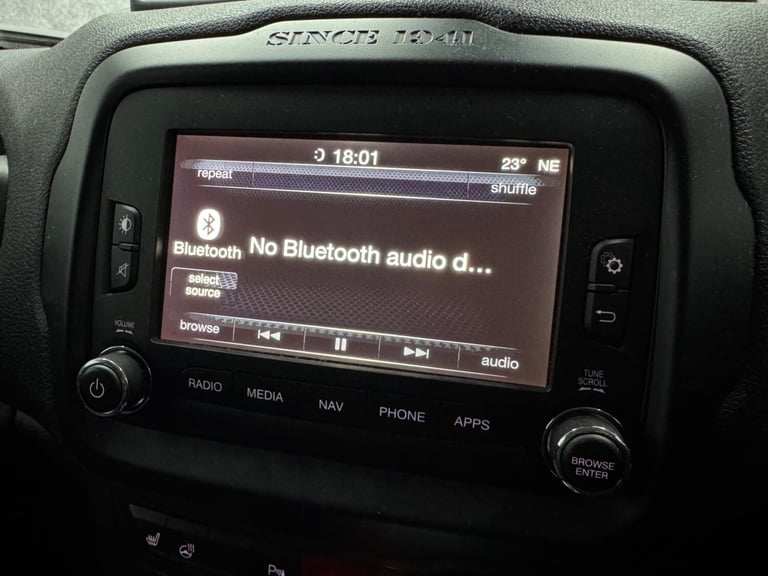 SINCE 1941
18:01
23° NE
repeat
shuffle
Bluetooth
No Bluetooth audio d...
select
source
browse
audio
VOLUME
TUNE
SCROLL
RADIO
MEDIA
NAV
PHONE
APPS
BROWSE
ENTER
P